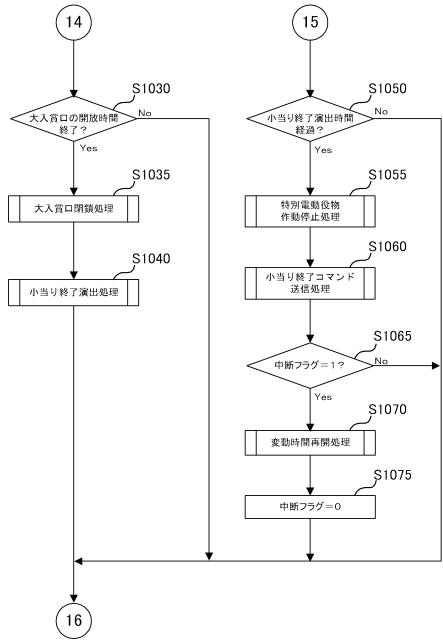 14
S1030
大入賞口の開放時間
終了？
No
Yes
S1035
大入賞口閉鎖処理
S1040
小当り終了演出処理
16
15
S1050
小当り終了演出時間
経過？
No
Yes
S1055
特別電動役物
作動停止処理
S1060
小当り終了コマンド
送信処理
S1065
中断フラグ＝1？
No
Yes
S1070
変動時間再開処理
S1075
中断フラグ＝0